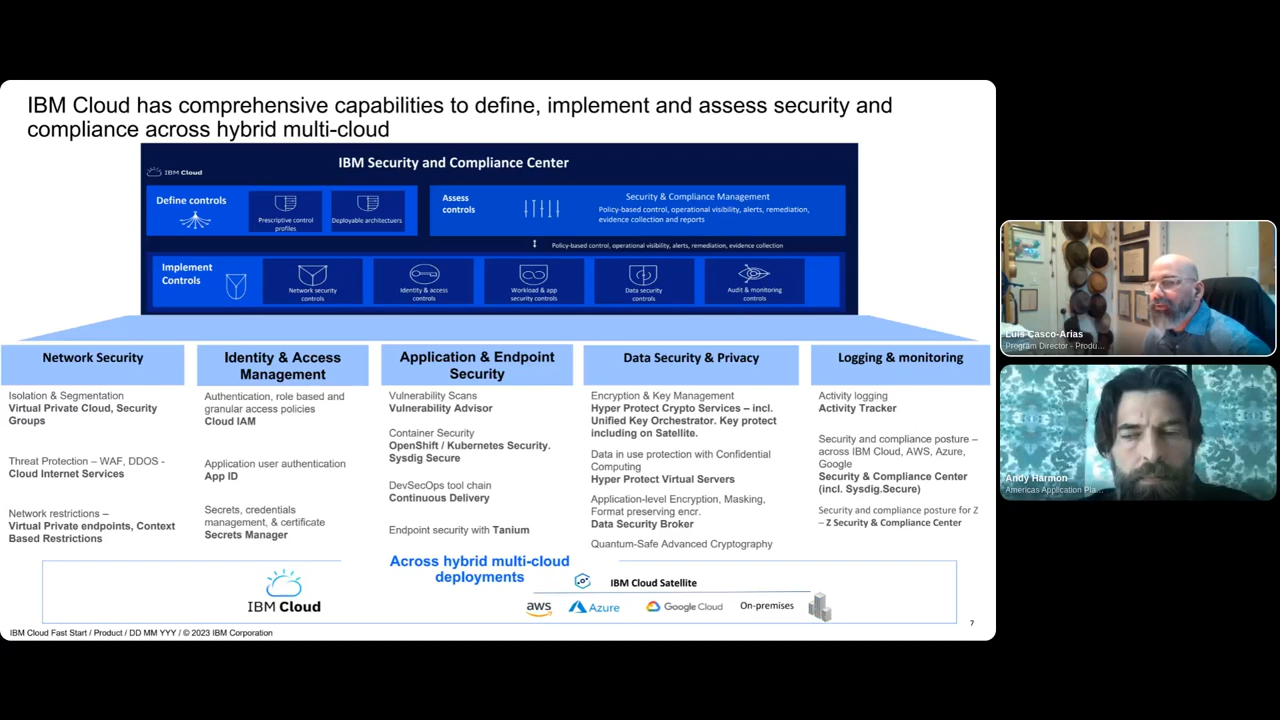 IBM Cloud has comprehensive capabilities to define, implement and assess security and
compliance across hybrid multi-cloud
IBM Security and Compliance Center
IBM Cloud
Define controls
Prescriptive control
profiles
Deployable architectuers
Assess
controls
Security & Compliance Management
Policy-based control, operational visibility, alerts, remediation,
evidence collection and reports
Policy-based control, operational visibility, alerts, remediation, evidence collection
Implement
Controls
Network security
controls
Identity & access
controls
Workload & app
security controls
Data security
controls
Audit & monitoring
controls
Network Security
Isolation & Segmentation
Virtual Private Cloud, Security
Groups
Threat Protection – WAF, DDOS -
Cloud Internet Services
Network restrictions –
Virtual Private endpoints, Context
Based Restrictions
Identity & Access
Management
Authentication, role based and
granular access policies
Cloud IAM
Application user authentication
App ID
Secrets, credentials
management, & certificate
Secrets Manager
Application & Endpoint
Security
Vulnerability Scans
Vulnerability Advisor
Container Security
OpenShift / Kubernetes Security.
Sysdig Secure
DevSecOps tool chain
Continuous Delivery
Endpoint security with Tanium
Data Security & Privacy
Encryption & Key Management
Hyper Protect Crypto Services – incl.
Unified Key Orchestrator. Key protect
including on Satellite.
Data in use protection with Confidential
Computing
Hyper Protect Virtual Servers
Application-level Encryption, Masking,
Format preserving encr.
Data Security Broker
Quantum-Safe Advanced Cryptography
Logging & monitoring
Activity logging
Activity Tracker
Security and compliance posture –
across IBM Cloud, AWS, Azure,
Google
Security & Compliance Center
(incl. Sysdig.Secure)
Security and compliance posture for Z
– Z Security & Compliance Center
Across hybrid multi-cloud
deployments
IBM Cloud
IBM Cloud Satellite
aws
Azure
Google Cloud
On-premises
IBM Cloud Fast Start / Product / DD MM YYY / © 2023 IBM Corporation
7
Luis Casco-Arias
Program Director - Produ...
Andy Harmon
Americas Application Pla...